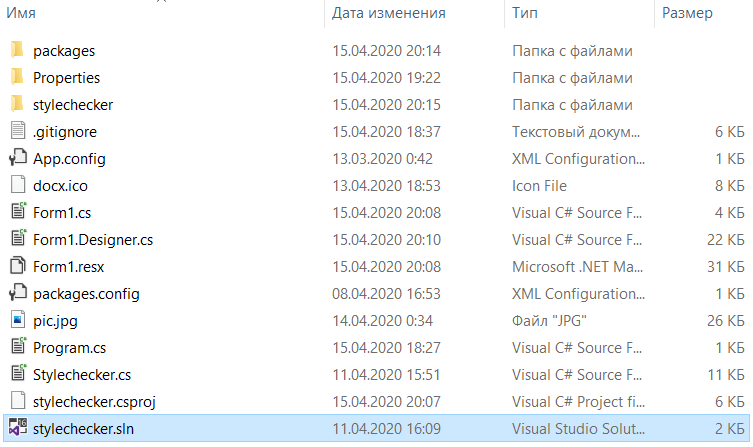 Имя Дата изменения Тип Размер
packages 15.04.2020 20:14 Папка с файлами
Properties 15.04.2020 19:22 Папка с файлами
stylechecker 15.04.2020 20:15 Папка с файлами
.gitignore 15.04.2020 18:37 Текстовый докум... 6 КБ
App.config 13.03.2020 0:42 XML Configuration... 1 КБ
docx.ico 13.04.2020 18:53 Icon File 8 КБ
Form1.cs 15.04.2020 20:08 Visual C# Source F... 4 КБ
Form1.Designer.cs 15.04.2020 20:10 Visual C# Source F... 22 КБ
Form1.resx 15.04.2020 20:08 Microsoft .NET Ma... 31 КБ
packages.config 08.04.2020 16:53 XML Configuration... 1 КБ
pic.jpg 14.04.2020 0:34 Файл "JPG" 26 КБ
Program.cs 15.04.2020 18:27 Visual C# Source F... 1 КБ
Stylechecker.cs 11.04.2020 15:51 Visual C# Source F... 11 КБ
stylechecker.csproj 15.04.2020 20:07 Visual C# Project fi... 6 КБ
stylechecker.sln 11.04.2020 16:09 Visual Studio Solut... 2 КБ